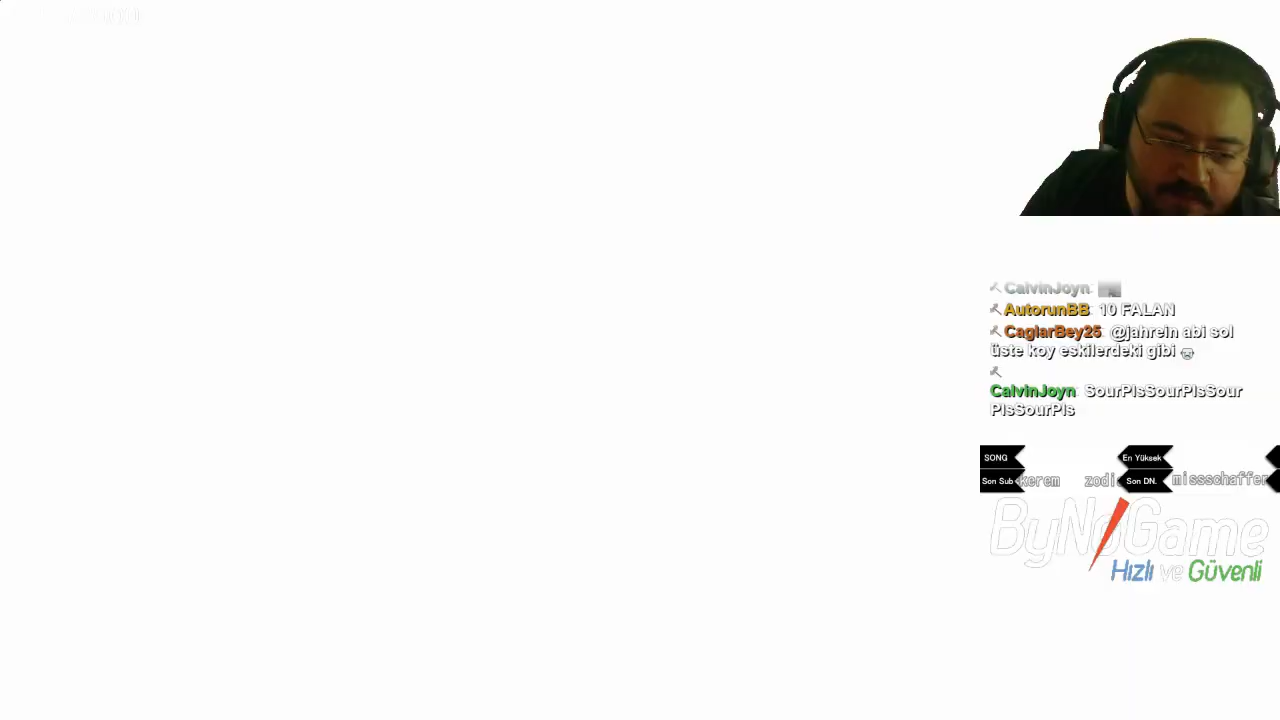 CalvinJoyn:
AutorunBB: 10 FALAN
CaglarBey25: @jahrein abi sol
üste koy eskilerdeki gibi
CalvinJoyn: SourPlsSourPlsSour
PlsSourPls
SONG
En Yüksek
Son Sub
kerem
zodi
Son DN.
missschaffer
ByNoGame
Hızlı ve Güvenli